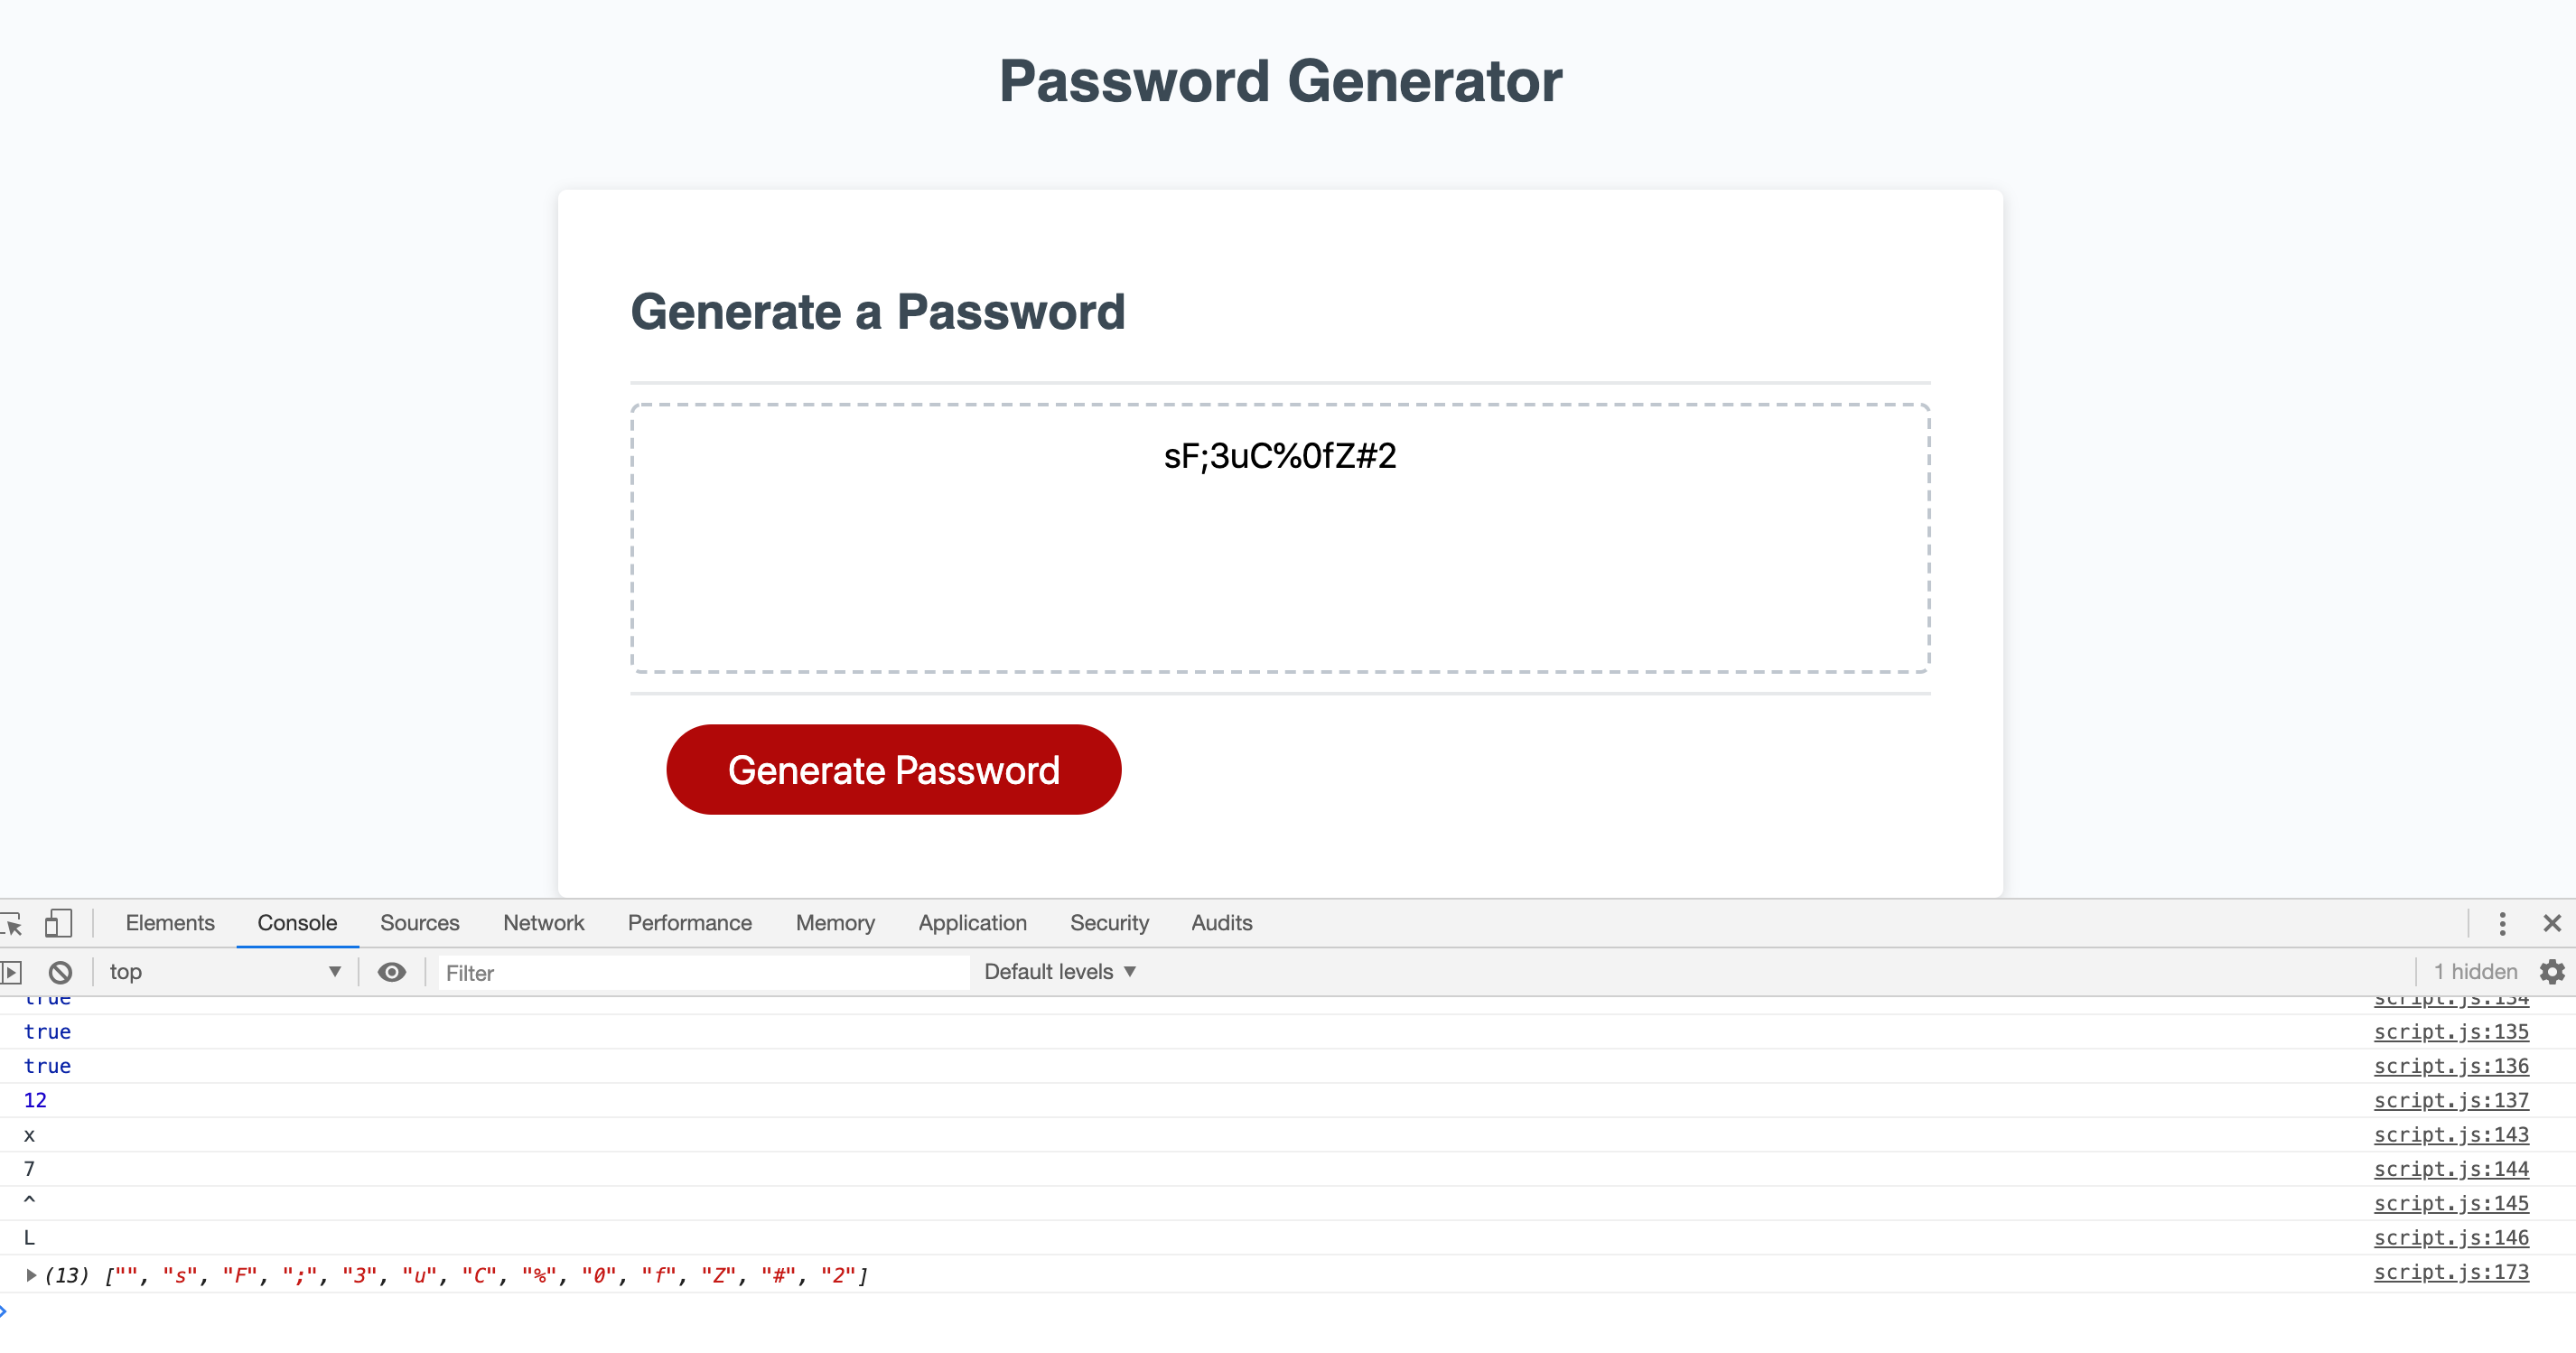 Password Generator
Generate a Password
sF;3uC%0fZ#2
Generate Password
Elements Console Sources Network Performance Memory Application Security Audits
top Filter Default levels 1 hidden
true script.js:134
true script.js:135
true script.js:136
12 script.js:137
x script.js:143
7 script.js:144
^ script.js:145
L script.js:146
(13) ["", "s", "F", ";", "3", "u", "C", "%", "0", "f", "Z", "#", "2"] script.js:173